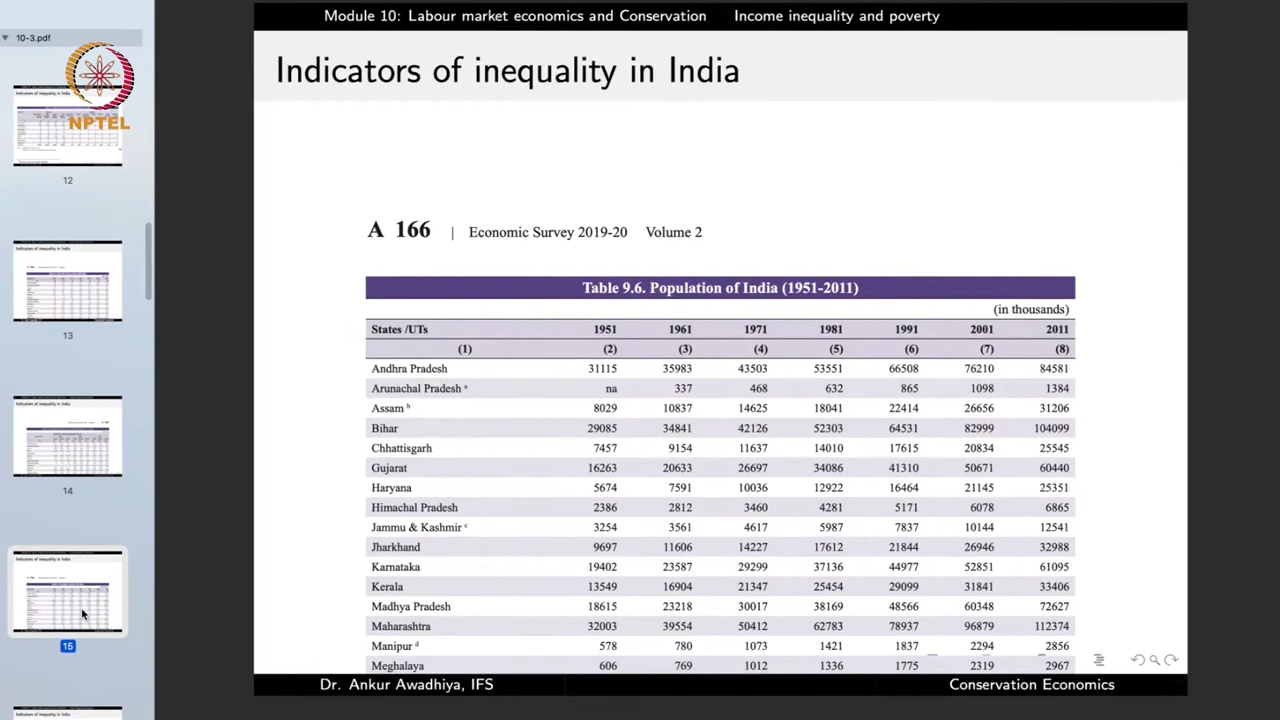 Module 10: Labour market economics and Conservation Income inequality and poverty
10-3.pdf
NPTEL
12
13
14
15
Indicators of inequality in India
A 166 | Economic Survey 2019-20 Volume 2
Table 9.6. Population of India (1951-2011)
(in thousands)
States /UTs 1951 1961 1971 1981 1991 2001 2011
(1) (2) (3) (4) (5) (6) (7) (8)
Andhra Pradesh 31115 35983 43503 53551 66508 76210 84581
Arunachal Pradesh a na 337 468 632 865 1098 1384
Assam b 8029 10837 14625 18041 22414 26656 31206
Bihar 29085 34841 42126 52303 64531 82999 104099
Chhattisgarh 7457 9154 11637 14010 17615 20834 25545
Gujarat 16263 20633 26697 34086 41310 50671 60440
Haryana 5674 7591 10036 12922 16464 21145 25351
Himachal Pradesh 2386 2812 3460 4281 5171 6078 6865
Jammu & Kashmir c 3254 3561 4617 5987 7837 10144 12541
Jharkhand 9697 11606 14227 17612 21844 26946 32988
Karnataka 19402 23587 29299 37136 44977 52851 61095
Kerala 13549 16904 21347 25454 29099 31841 33406
Madhya Pradesh 18615 23218 30017 38169 48566 60348 72627
Maharashtra 32003 39554 50412 62783 78937 96879 112374
Manipur d 578 780 1073 1421 1837 2294 2856
Meghalaya 606 769 1012 1336 1775 2319 2967
Dr. Ankur Awadhiya, IFS Conservation Economics